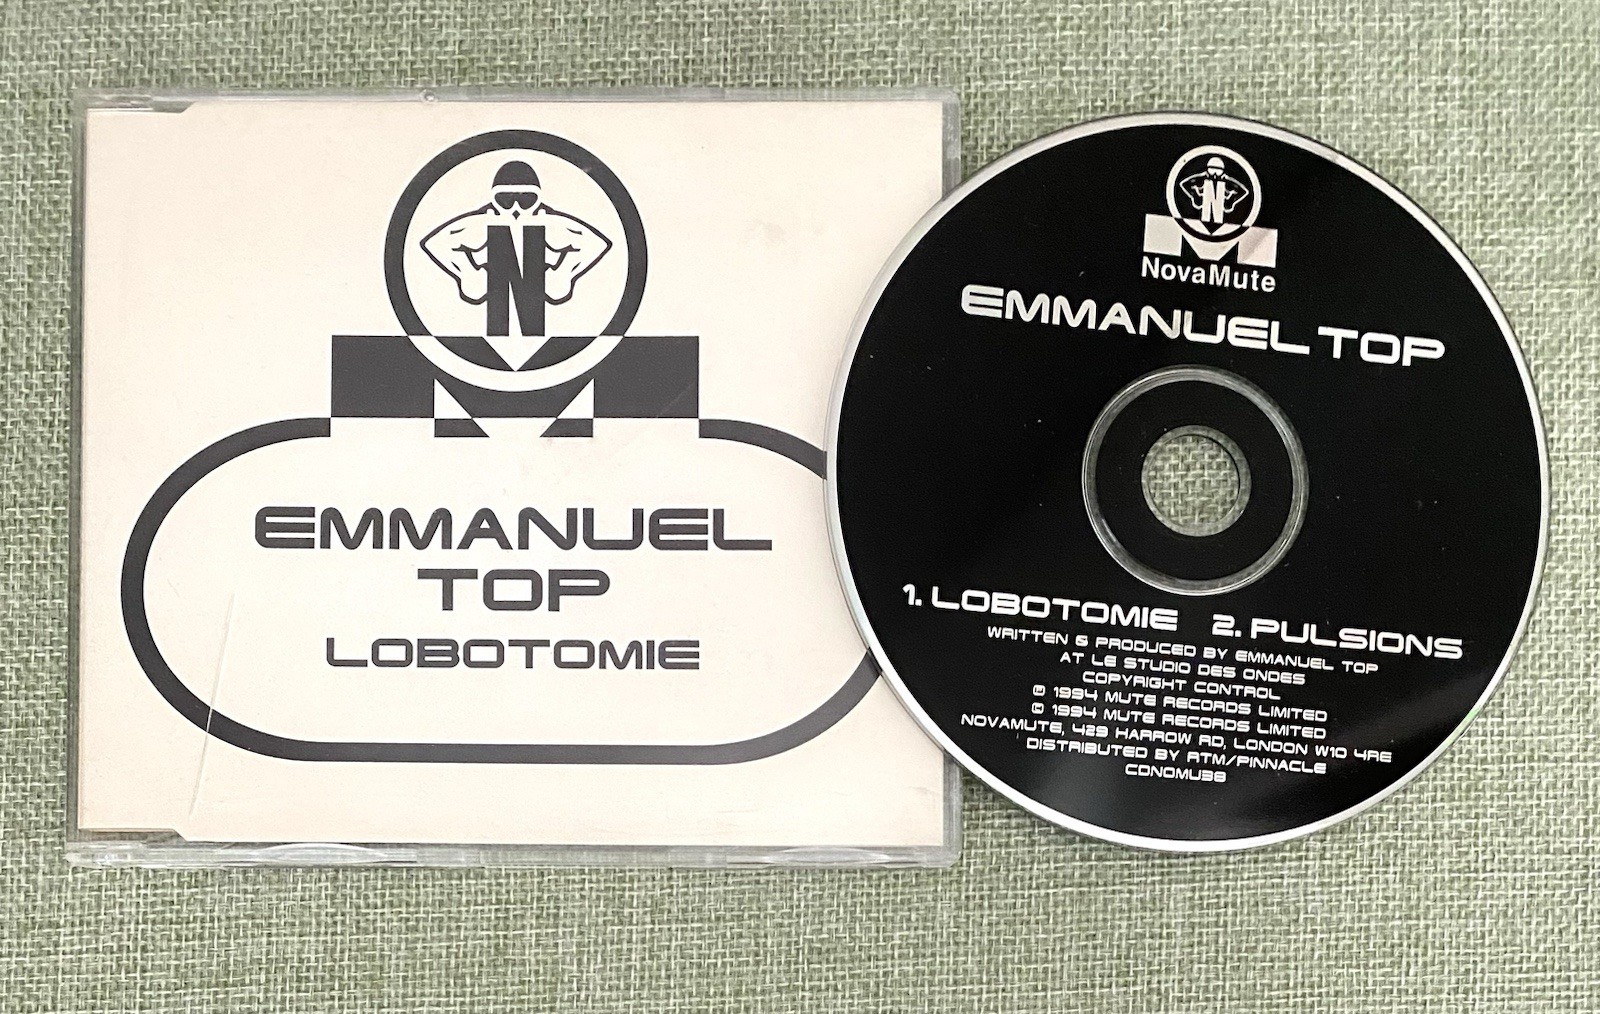 N
M
EMMANUEL
TOP
LOBOTOMIE
N
M
NovaMute
EMMANUEL TOP
1. LOBOTOMIE 2. PULSIONS
WRITTEN & PRODUCED BY EMMANUEL TOP
AT LE STUDIO DES ONDES
COPYRIGHT CONTROL
℗ 1994 MUTE RECORDS LIMITED
© 1994 MUTE RECORDS LIMITED
NOVAMUTE, 429 HARROW RD, LONDON W10 4RE
DISTRIBUTED BY RTM/PINNACLE
CDNOMU38